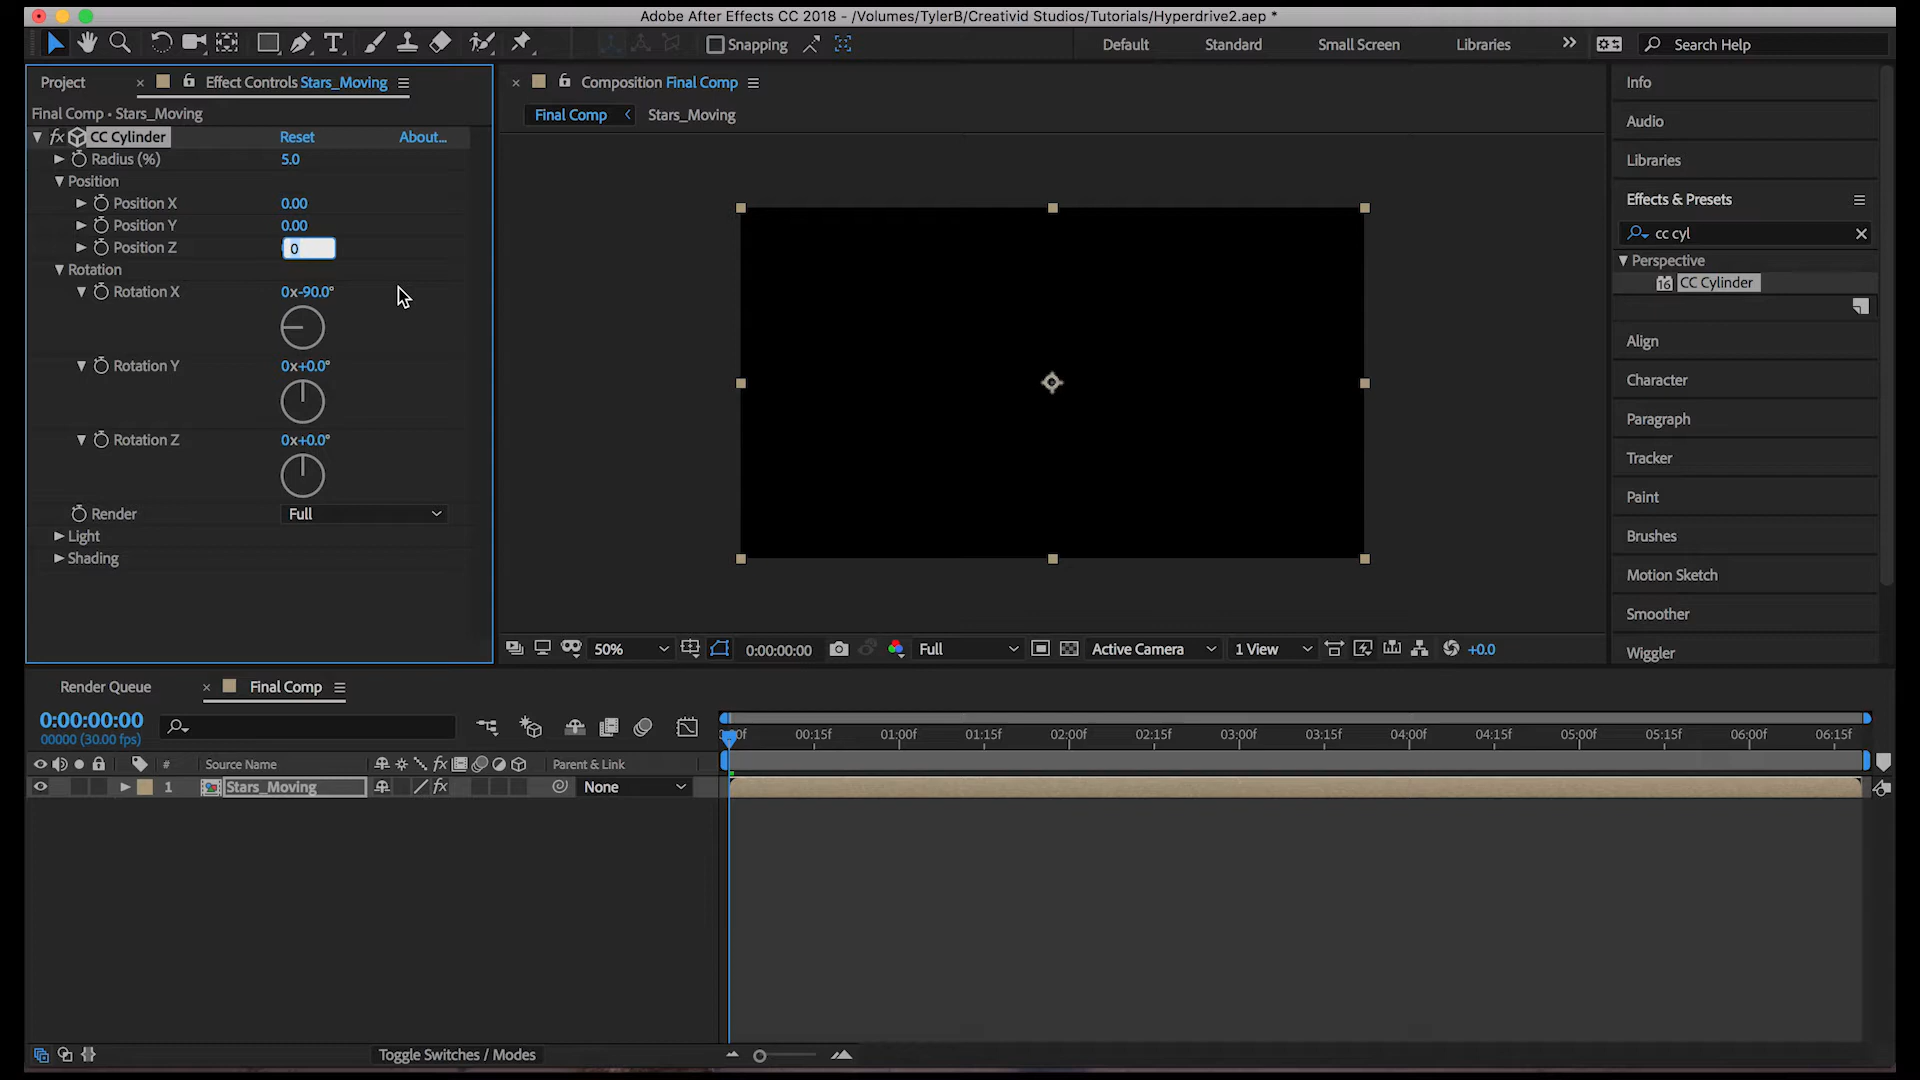 Adobe After Effects CC 2018 - /Volumes/TylerB/Creativid Studios/Tutorials/Hyperdrive2.aep *
Snapping
Default
Standard
Small Screen
Libraries
Search Help
Project
Effect Controls Stars_Moving
Final Comp • Stars_Moving
fx CC Cylinder Reset About...
Radius (%) 5.0
Position
Position X 0.00
Position Y 0.00
Position Z 0
Rotation
Rotation X 0x-90.0°
Rotation Y 0x+0.0°
Rotation Z 0x+0.0°
Render Full
Light
Shading
Composition Final Comp
Final Comp Stars_Moving
50% 0:00:00:00 Full Active Camera 1 View +0.0
Info
Audio
Libraries
Effects & Presets
cc cyl
Perspective
16 CC Cylinder
Align
Character
Paragraph
Tracker
Paint
Brushes
Motion Sketch
Smoother
Wiggler
Render Queue Final Comp
0:00:00:00
00000 (30.00 fps)
00:15f 01:00f 01:15f 02:00f 02:15f 03:00f 03:15f 04:00f 04:15f 05:00f 05:15f 06:00f 06:15f
# Source Name fx Parent & Link
1 Stars_Moving fx None
Toggle Switches / Modes